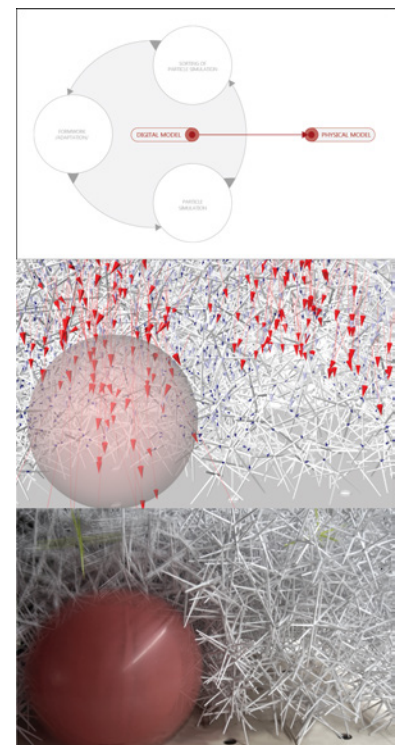 SORTING OF
PARTICLE SIMULATION
FORMWORK
(ADAPTATION)
DIGITAL MODEL
PHYSICAL MODEL
PARTICLE
SIMULATION